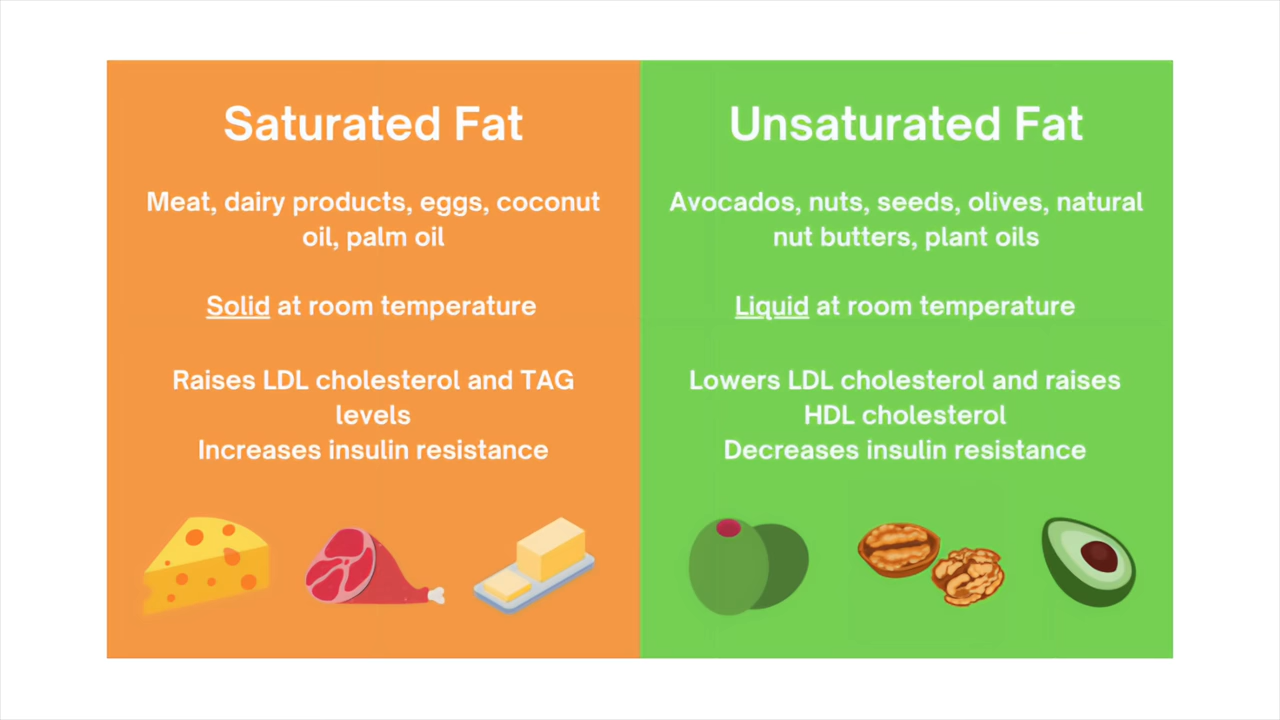 Saturated Fat
Meat, dairy products, eggs, coconut
oil, palm oil
Solid at room temperature
Raises LDL cholesterol and TAG
levels
Increases insulin resistance
Unsaturated Fat
Avocados, nuts, seeds, olives, natural
nut butters, plant oils
Liquid at room temperature
Lowers LDL cholesterol and raises
HDL cholesterol
Decreases insulin resistance